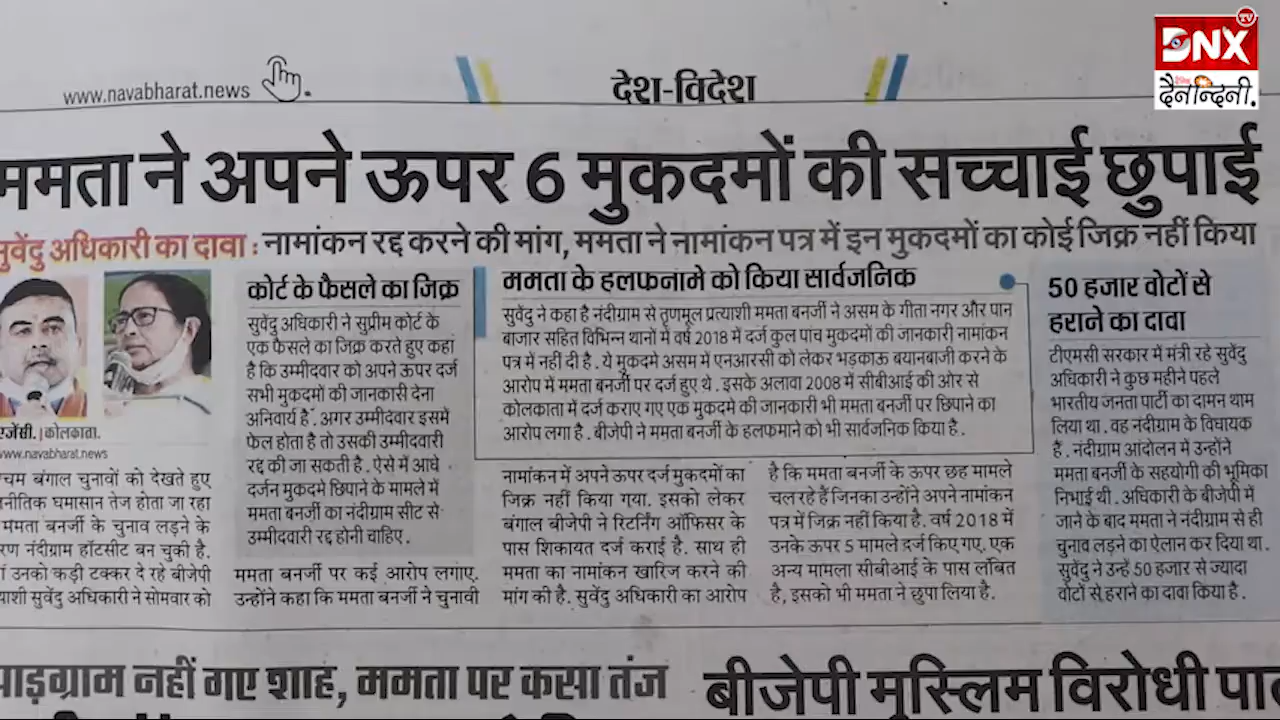 DNX TV
दैनन्दिनी.
www.navabharat.news
देश-विदेश
ममता ने अपने ऊपर 6 मुकदमों की सच्चाई छुपाई
सुवेंदु अधिकारी का दावा : नामांकन रद्द करने की मांग, ममता ने नामांकन पत्र में इन मुकदमों का कोई जिक्र नहीं किया
एजेंसी. | कोलकाता.
www.navabharat.news
चम बंगाल चुनावों को देखते हुए
नीतिक घमासान तेज होता जा रहा
ममता बनर्जी के चुनाव लड़ने के
रण नंदीग्राम हॉटसीट बन चुकी है.
उनको कड़ी टक्कर दे रहे बीजेपी
याशी सुवेंदु अधिकारी ने सोमवार को
कोर्ट के फैसले का जिक्र
सुवेंदु अधिकारी ने सुप्रीम कोर्ट के
एक फैसले का जिक्र करते हुए कहा
है कि उम्मीदवार को अपने ऊपर दर्ज
सभी मुकदमों की जानकारी देना
अनिवार्य है. अगर उम्मीदवार इसमें
फेल होता है तो उसकी उम्मीदवारी
रद्द की जा सकती है. ऐसे में आधे
दर्जन मुकदमे छिपाने के मामले में
ममता बनर्जी का नंदीग्राम सीट से
उम्मीदवारी रद्द होनी चाहिए.
ममता बनर्जी पर कई आरोप लगाए.
उन्होंने कहा कि ममता बनर्जी ने चुनावी
ममता के हलफनामे को किया सार्वजनिक
सुवेंदु ने कहा है नंदीग्राम से तृणमूल प्रत्याशी ममता बनर्जी ने असम के गीता नगर और पान
बाजार सहित विभिन्न थानों में वर्ष 2018 में दर्ज कुल पांच मुकदमों की जानकारी नामांकन
पत्र में नहीं दी है. ये मुकदमे असम में एनआरसी को लेकर भड़काऊ बयानबाजी करने के
आरोप में ममता बनर्जी पर दर्ज हुए थे. इसके अलावा 2008 में सीबीआई की ओर से
कोलकाता में दर्ज कराए गए एक मुकदमे की जानकारी भी ममता बनर्जी पर छिपाने का
आरोप लगा है. बीजेपी ने ममता बनर्जी के हलफमाने को भी सार्वजनिक किया है.
नामांकन में अपने ऊपर दर्ज मुकदमों का
जिक्र नहीं किया गया. इसको लेकर
बंगाल बीजेपी ने रिटर्निंग ऑफिसर के
पास शिकायत दर्ज कराई है. साथ ही
ममता का नामांकन खारिज करने की
मांग की है. सुवेंदु अधिकारी का आरोप
है कि ममता बनर्जी के ऊपर छह मामले
चल रहे हैं जिनका उन्होंने अपने नामांकन
पत्र में जिक्र नहीं किया है. वर्ष 2018 में
उनके ऊपर 5 मामले दर्ज किए गए. एक
अन्य मामला सीबीआई के पास लंबित
है, इसको भी ममता ने छुपा लिया है.
50 हजार वोटों से
हराने का दावा
टीएमसी सरकार में मंत्री रहे सुवेंदु
अधिकारी ने कुछ महीने पहले
भारतीय जनता पार्टी का दामन थाम
लिया था. वह नंदीग्राम के विधायक
हैं. नंदीग्राम आंदोलन में उन्होंने
ममता बनर्जी के सहयोगी की भूमिका
निभाई थी. अधिकारी के बीजेपी में
जाने के बाद ममता ने नंदीग्राम से ही
चुनाव लड़ने का ऐलान कर दिया था.
सुवेंदु ने उन्हें 50 हजार से ज्यादा
वोटों से हराने का दावा किया है.
पाड़ग्राम नहीं गए शाह, ममता पर कसा तंज
बीजेपी मुस्लिम विरोधी पा